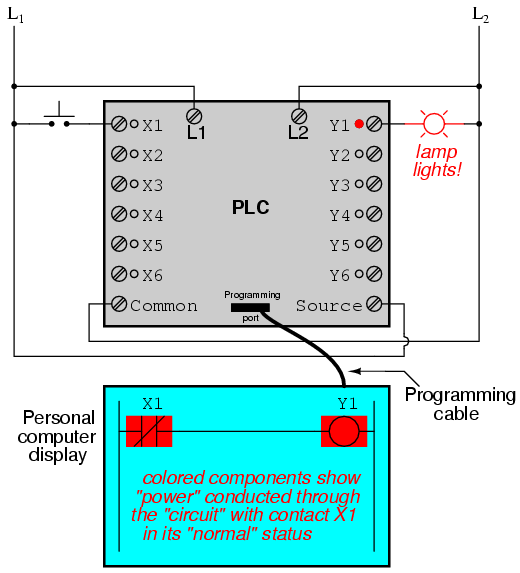 L1
L2
L1
L2
X1
Y1
X2
Y2
X3
Y3
X4
Y4
X5
Y5
X6
Y6
PLC
lamp
lights!
Common
Programming
port
Source
Programming
cable
Personal
computer
display
X1
Y1
colored components show
"power" conducted through
the "circuit" with contact X1
in its "normal" status